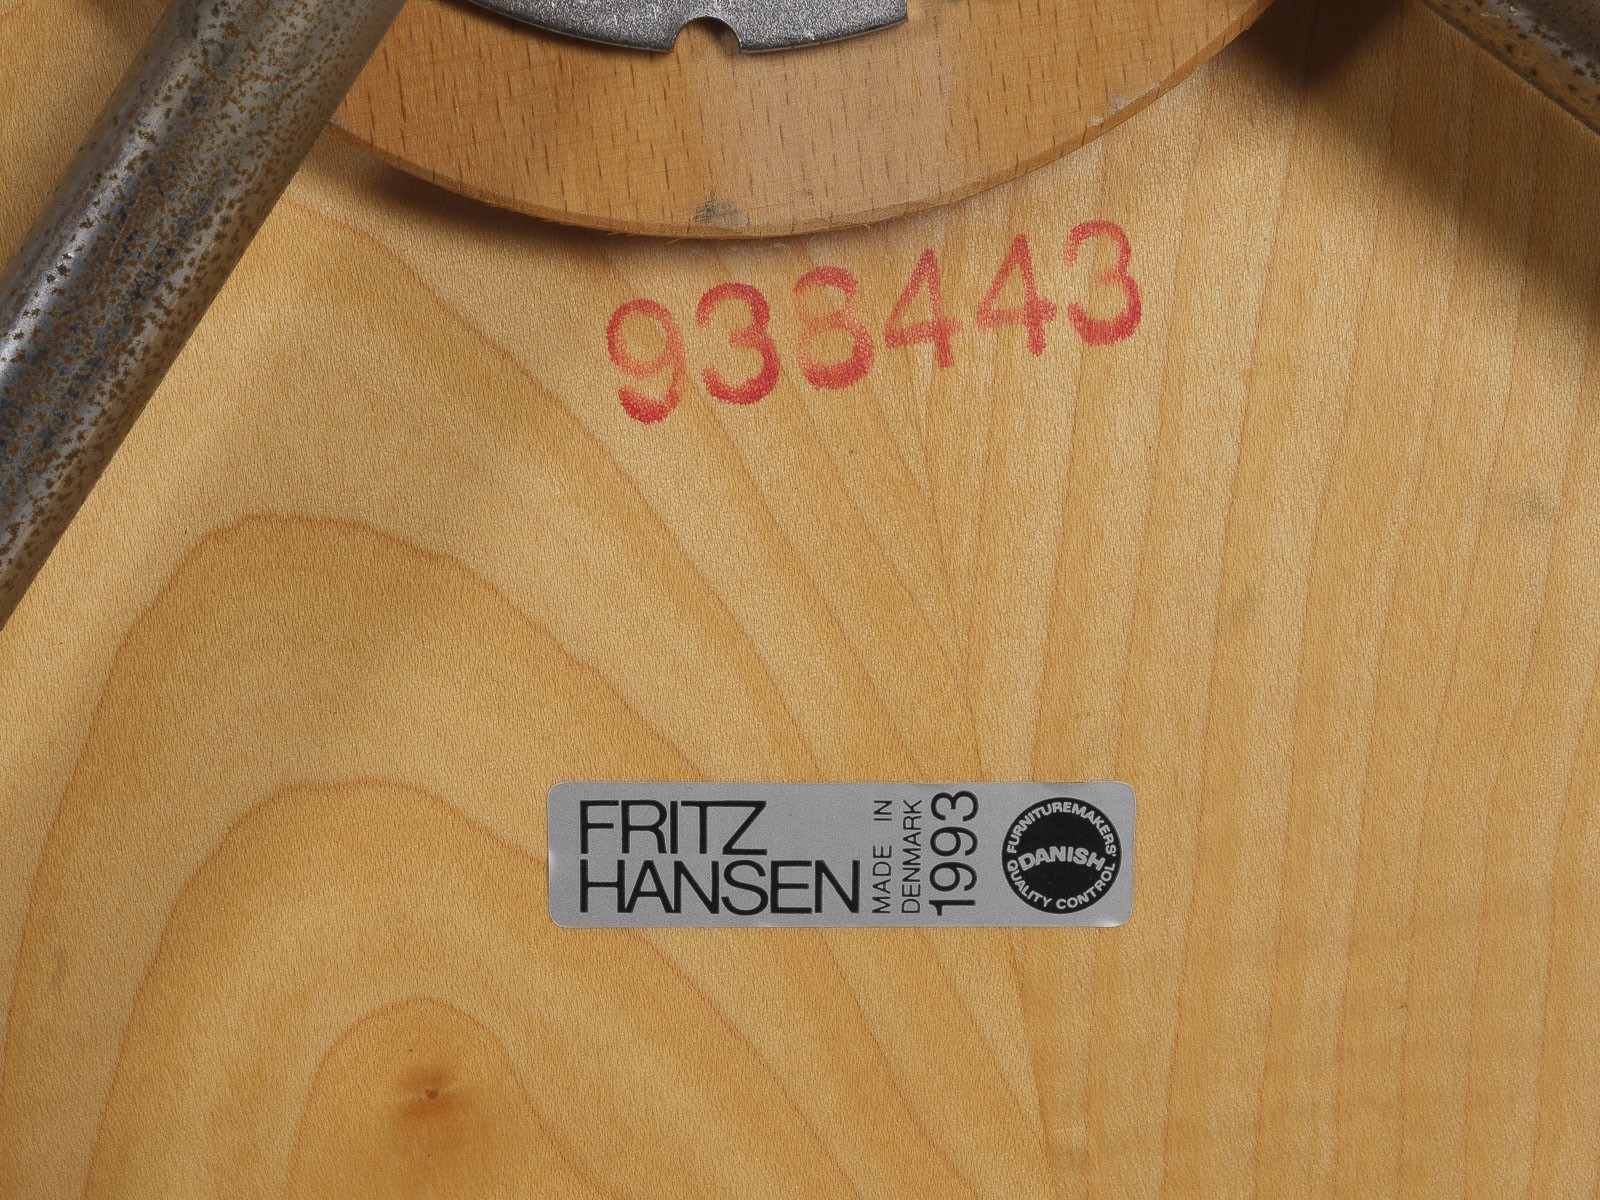 938443
FRITZ
HANSEN
MADE IN
DENMARK
1993
FURNITUREMAKERS'
DANISH
QUALITY CONTROL